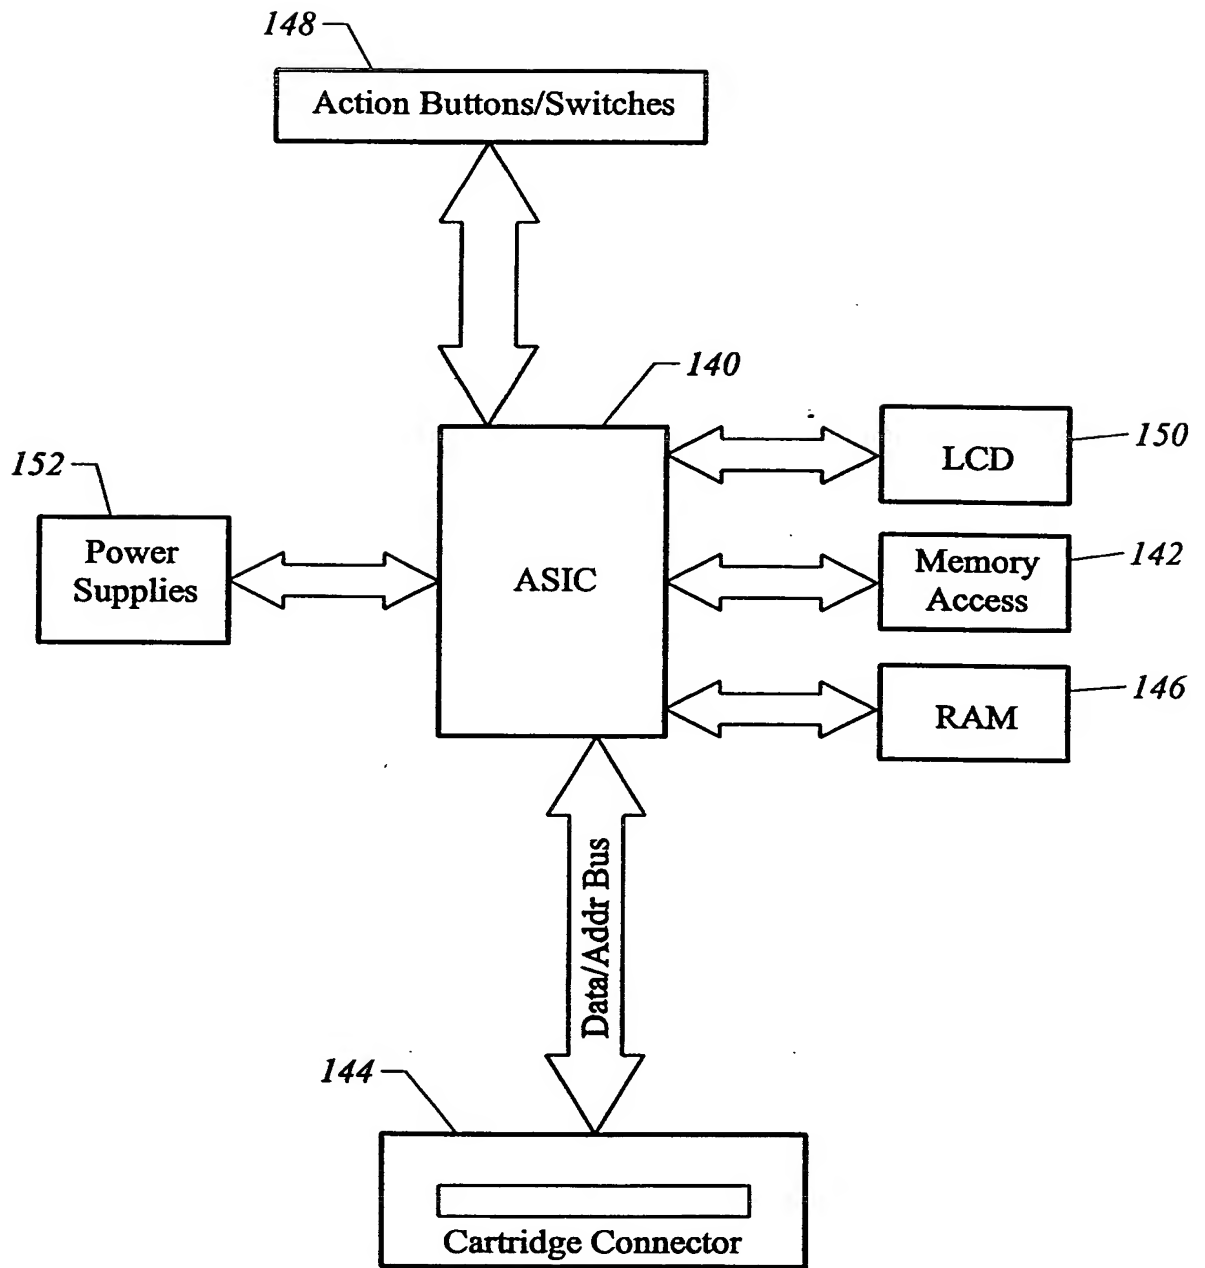 148
Action Buttons/Switches
140
150
LCD
152
Power
Supplies
ASIC
142
Memory
Access
146
RAM
Data/Addr Bus
144
Cartridge Connector